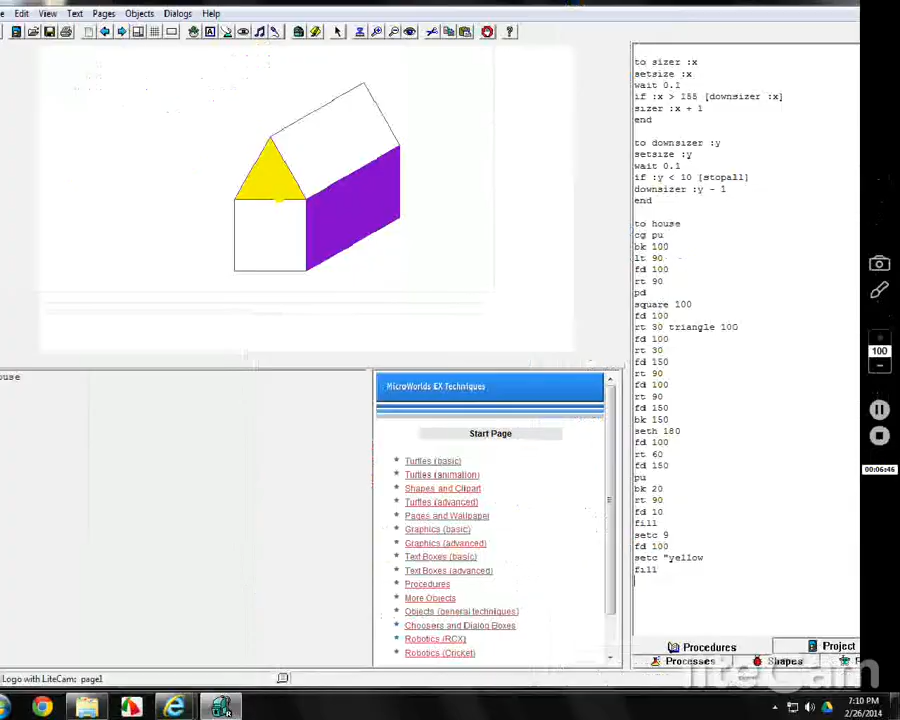 File Edit View Text Pages Objects Dialogs Help
to sizer :x
setsize :x
wait 0.1
if :x > 155 [downsizer :x]
sizer :x + 1
end
to downsizer :y
setsize :y
wait 0.1
if :y < 10 [stopall]
downsizer :y - 1
end
to house
cg pu
bk 100
lt 90
fd 100
rt 90
pd
square 100
fd 100
rt 30 triangle 100
fd 100
rt 30
fd 150
rt 90
fd 100
rt 90
fd 150
bk 150
seth 180
fd 100
rt 60
fd 150
pu
bk 20
rt 90
fd 10
fill
setc 9
fd 100
setc "yellow
fill
100
00:06:46
ouse
MicroWorlds EX Techniques
Start Page
* Turtles (basic)
* Turtles (animation)
* Shapes and Clipart
* Turtles (advanced)
* Pages and Wallpaper
* Graphics (basic)
* Graphics (advanced)
* Text Boxes (basic)
* Text Boxes (advanced)
* Procedures
* More Objects
* Objects (general techniques)
* Choosers and Dialog Boxes
* Robotics (RCX)
* Robotics (Cricket)
Procedures Project
Processes Shapes
liteCam
Logo with LiteCam: page1
7:10 PM
2/26/2014